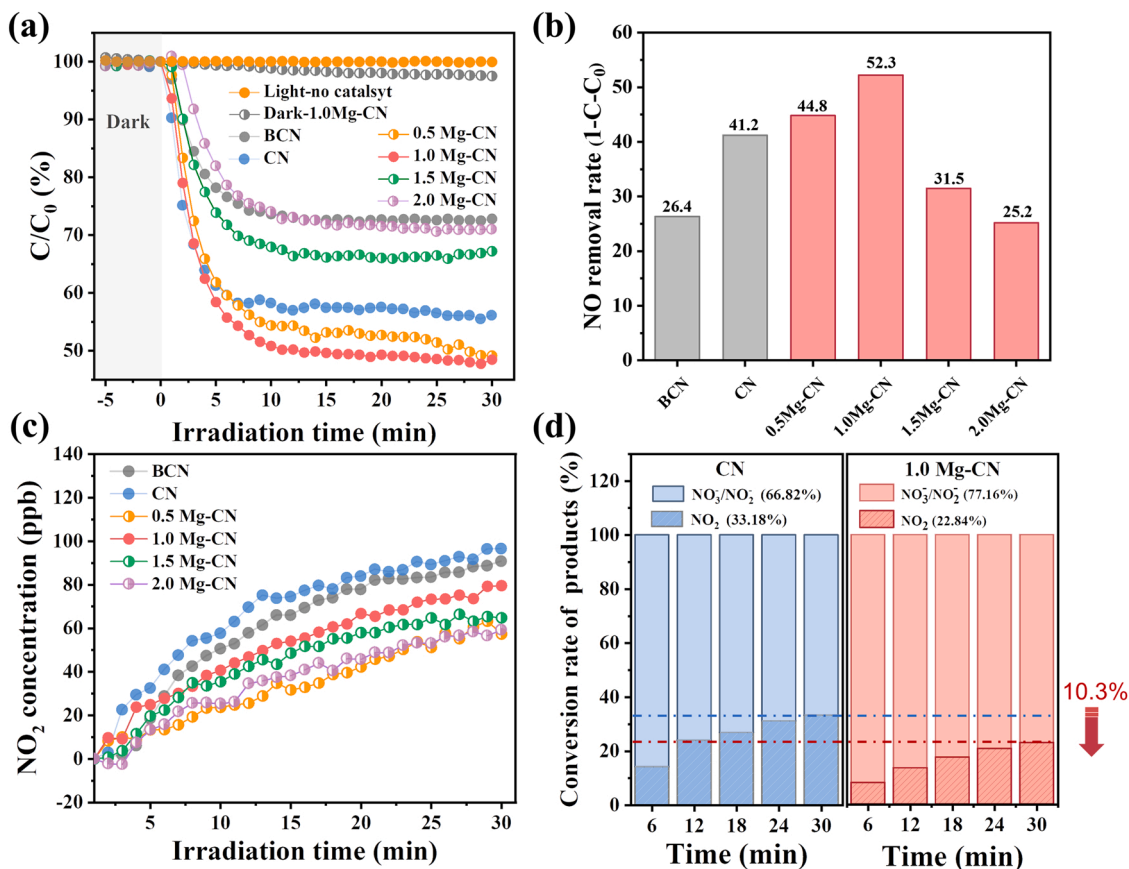 (a)
C/C0 (%)
100
90
80
70
60
50
Dark
Light-no catalsyt
Dark-1.0Mg-CN
BCN
CN
0.5 Mg-CN
1.0 Mg-CN
1.5 Mg-CN
2.0 Mg-CN
-5 0 5 10 15 20 25 30
Irradiation time (min)
(b)
NO removal rate (1-C-C0)
60
50
40
30
20
10
0
26.4
41.2
44.8
52.3
31.5
25.2
BCN
CN
0.5Mg-CN
1.0Mg-CN
1.5Mg-CN
2.0Mg-CN
(c)
NO2 concentration (ppb)
140
120
100
80
60
40
20
0
-20
BCN
CN
0.5 Mg-CN
1.0 Mg-CN
1.5 Mg-CN
2.0 Mg-CN
5 10 15 20 25 30
Irradiation time (min)
(d)
Conversion rate of products (%)
120
100
80
60
40
20
0
CN
NO3-/NO2- (66.82%)
NO2 (33.18%)
6 12 18 24 30
Time (min)
1.0 Mg-CN
NO3-/NO2- (77.16%)
NO2 (22.84%)
6 12 18 24 30
Time (min)
10.3%